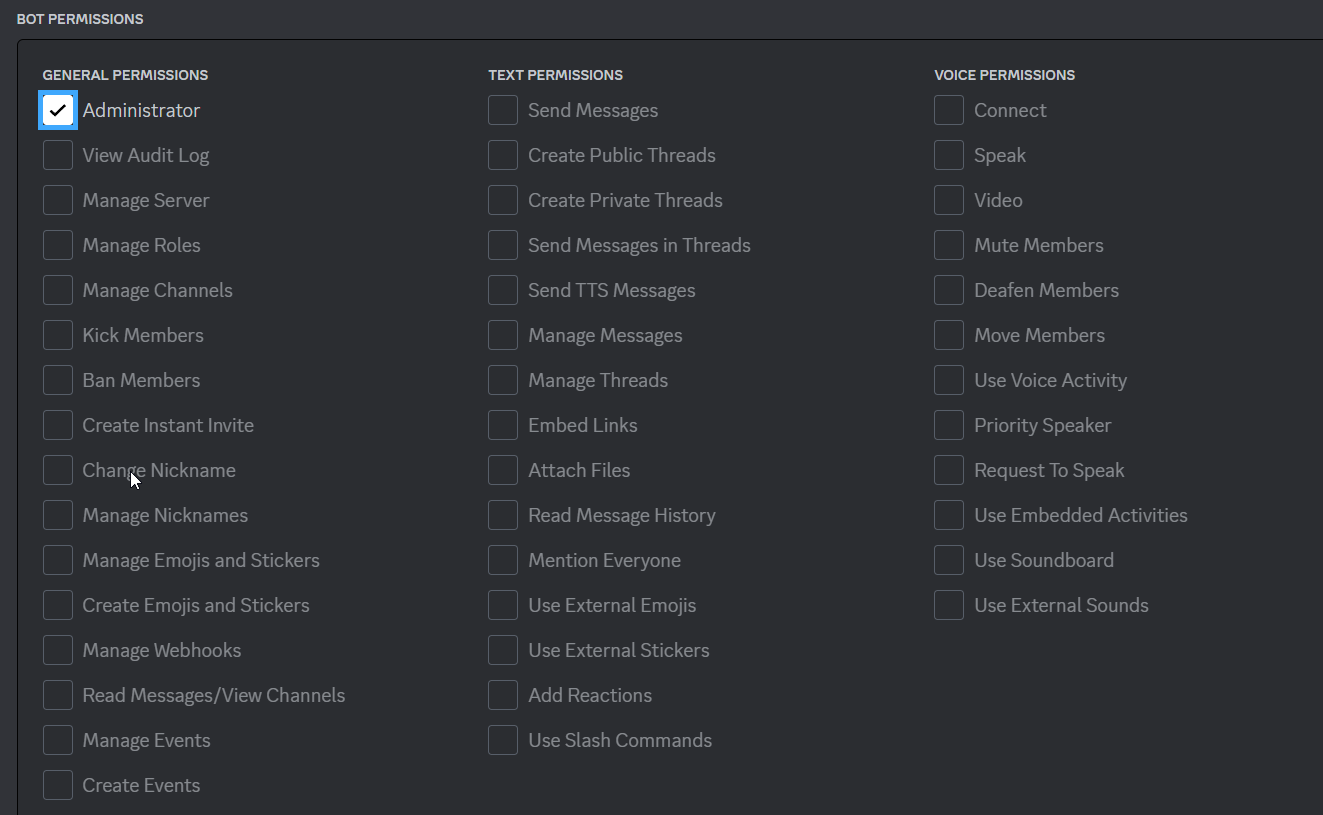 BOT PERMISSIONS
GENERAL PERMISSIONS
Administrator
View Audit Log
Manage Server
Manage Roles
Manage Channels
Kick Members
Ban Members
Create Instant Invite
Change Nickname
Manage Nicknames
Manage Emojis and Stickers
Create Emojis and Stickers
Manage Webhooks
Read Messages/View Channels
Manage Events
Create Events
TEXT PERMISSIONS
Send Messages
Create Public Threads
Create Private Threads
Send Messages in Threads
Send TTS Messages
Manage Messages
Manage Threads
Embed Links
Attach Files
Read Message History
Mention Everyone
Use External Emojis
Use External Stickers
Add Reactions
Use Slash Commands
VOICE PERMISSIONS
Connect
Speak
Video
Mute Members
Deafen Members
Move Members
Use Voice Activity
Priority Speaker
Request To Speak
Use Embedded Activities
Use Soundboard
Use External Sounds